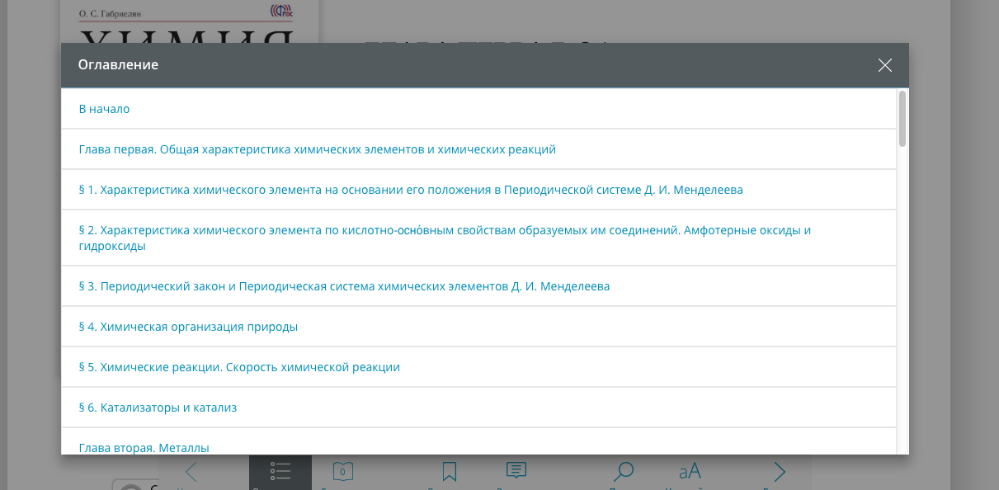 О. С. Габриелян
ХИМИЯ
Оглавление
В начало
Глава первая. Общая характеристика химических элементов и химических реакций
§ 1. Характеристика химического элемента на основании его положения в Периодической системе Д. И. Менделеева
§ 2. Характеристика химического элемента по кислотно-осно́вным свойствам образуемых им соединений. Амфотерные оксиды и
гидроксиды
§ 3. Периодический закон и Периодическая система химических элементов Д. И. Менделеева
§ 4. Химическая организация природы
§ 5. Химические реакции. Скорость химической реакции
§ 6. Катализаторы и катализ
Глава вторая. Металлы
0
аА